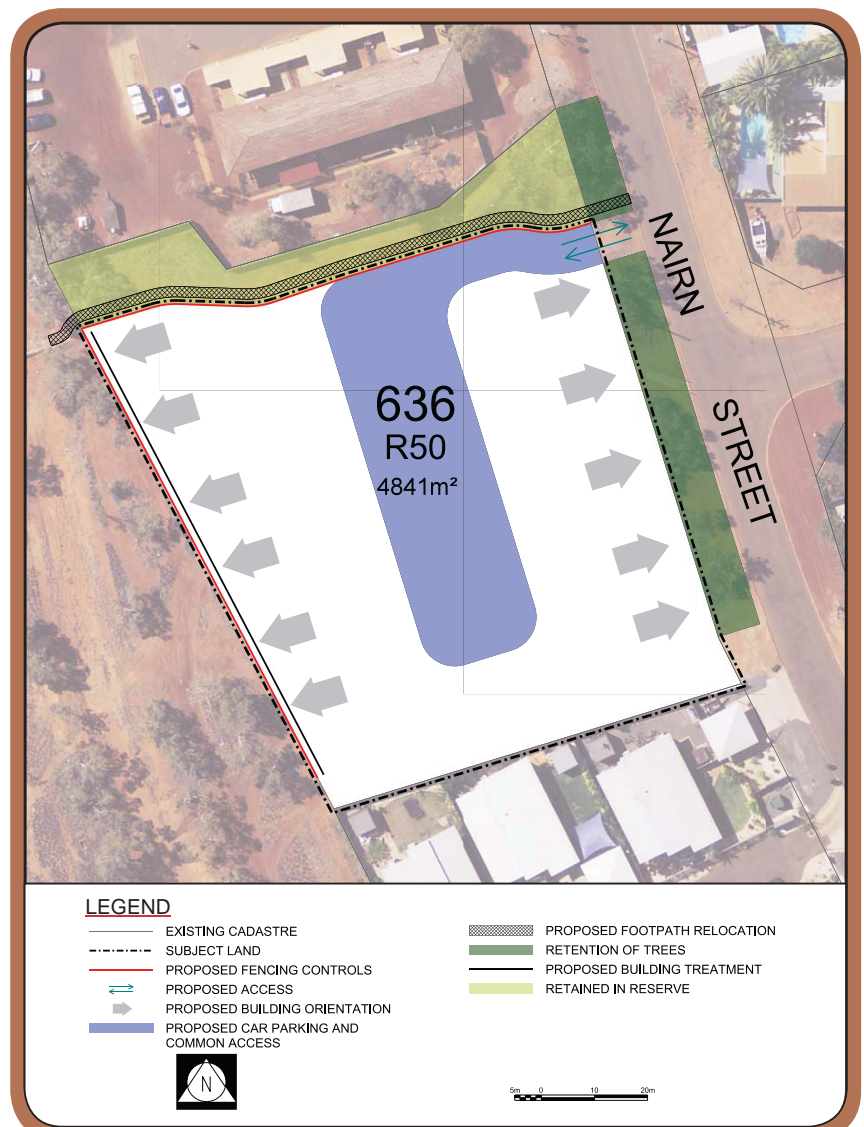 NAIRN
STREET
636
R50
4841m²
LEGEND
EXISTING CADASTRE
SUBJECT LAND
PROPOSED FENCING CONTROLS
PROPOSED ACCESS
PROPOSED BUILDING ORIENTATION
PROPOSED CAR PARKING AND
COMMON ACCESS
PROPOSED FOOTPATH RELOCATION
RETENTION OF TREES
PROPOSED BUILDING TREATMENT
RETAINED IN RESERVE
N
5m 0 10 20m